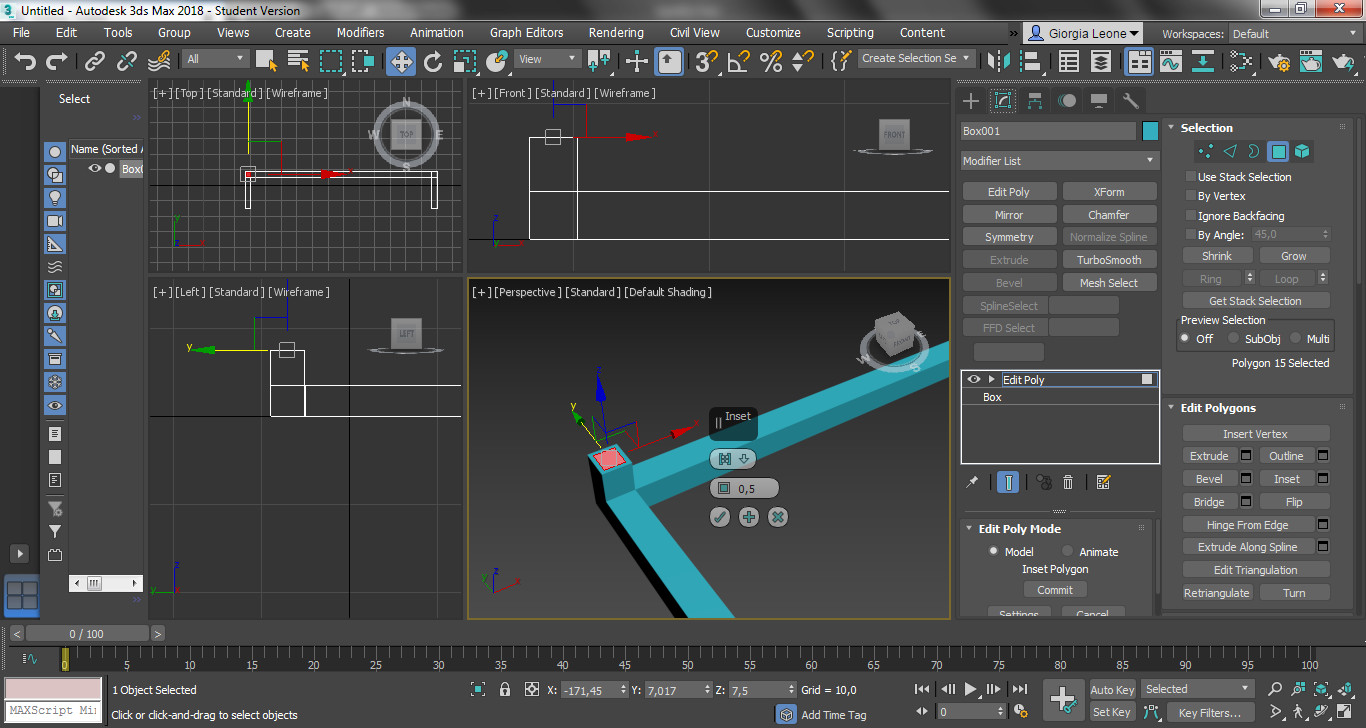 Untitled - Autodesk 3ds Max 2018 - Student Version
File Edit Tools Group Views Create Modifiers Animation Graph Editors Rendering Civil View Customize Scripting Content » Giorgia Leone Workspaces: Default
All View Create Selection Se
Select
»
Name (Sorted A
Box0
[+] [Top] [Standard] [Wireframe]
N
W TOP E
S
y
z x
x
[+] [Front] [Standard] [Wireframe]
FRONT
x
z
y x
[+] [Left] [Standard] [Wireframe]
LEFT
y
z
y
[+] [Perspective] [Standard] [Default Shading]
TOP
FRONT
W E
S
z
y
x
Inset
0,5
z
y x
Box001
Modifier List
Edit Poly XForm
Mirror Chamfer
Symmetry Normalize Spline
Extrude TurboSmooth
Bevel Mesh Select
SplineSelect
FFD Select
Edit Poly
Box
Edit Poly Mode
Model Animate
Inset Polygon
Commit
Settings Cancel
Selection
Use Stack Selection
By Vertex
Ignore Backfacing
By Angle: 45,0
Shrink Grow
Ring Loop
Get Stack Selection
Preview Selection
Off SubObj Multi
Polygon 15 Selected
Edit Polygons
Insert Vertex
Extrude Outline
Bevel Inset
Bridge Flip
Hinge From Edge
Extrude Along Spline
Edit Triangulation
Retriangulate Turn
< 0 / 100 >
0 5 10 15 20 25 30 35 40 45 50 55 60 65 70 75 80 85 90 95 100
1 Object Selected X: -171,45 Y: 7,017 Z: 7,5 Grid = 10,0 Auto Key Selected
MAXScript Mi Click or click-and-drag to select objects Add Time Tag 0 Set Key Key Filters...